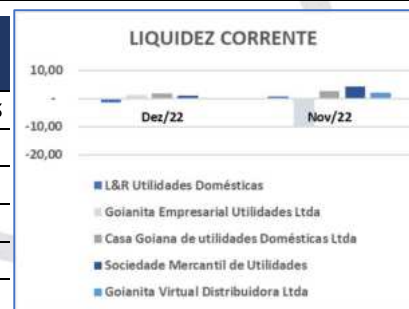 LIQUIDEZ CORRENTE
10,00
-
-10,00
-20,00
Dez/22 Nov/22
L&R Utilidades Domésticas
Goianita Empresarial Utilidades Ltda
Casa Goiana de utilidades Domésticas Ltda
Sociedade Mercantil de Utilidades
Goianita Virtual Distribuidora Ltda